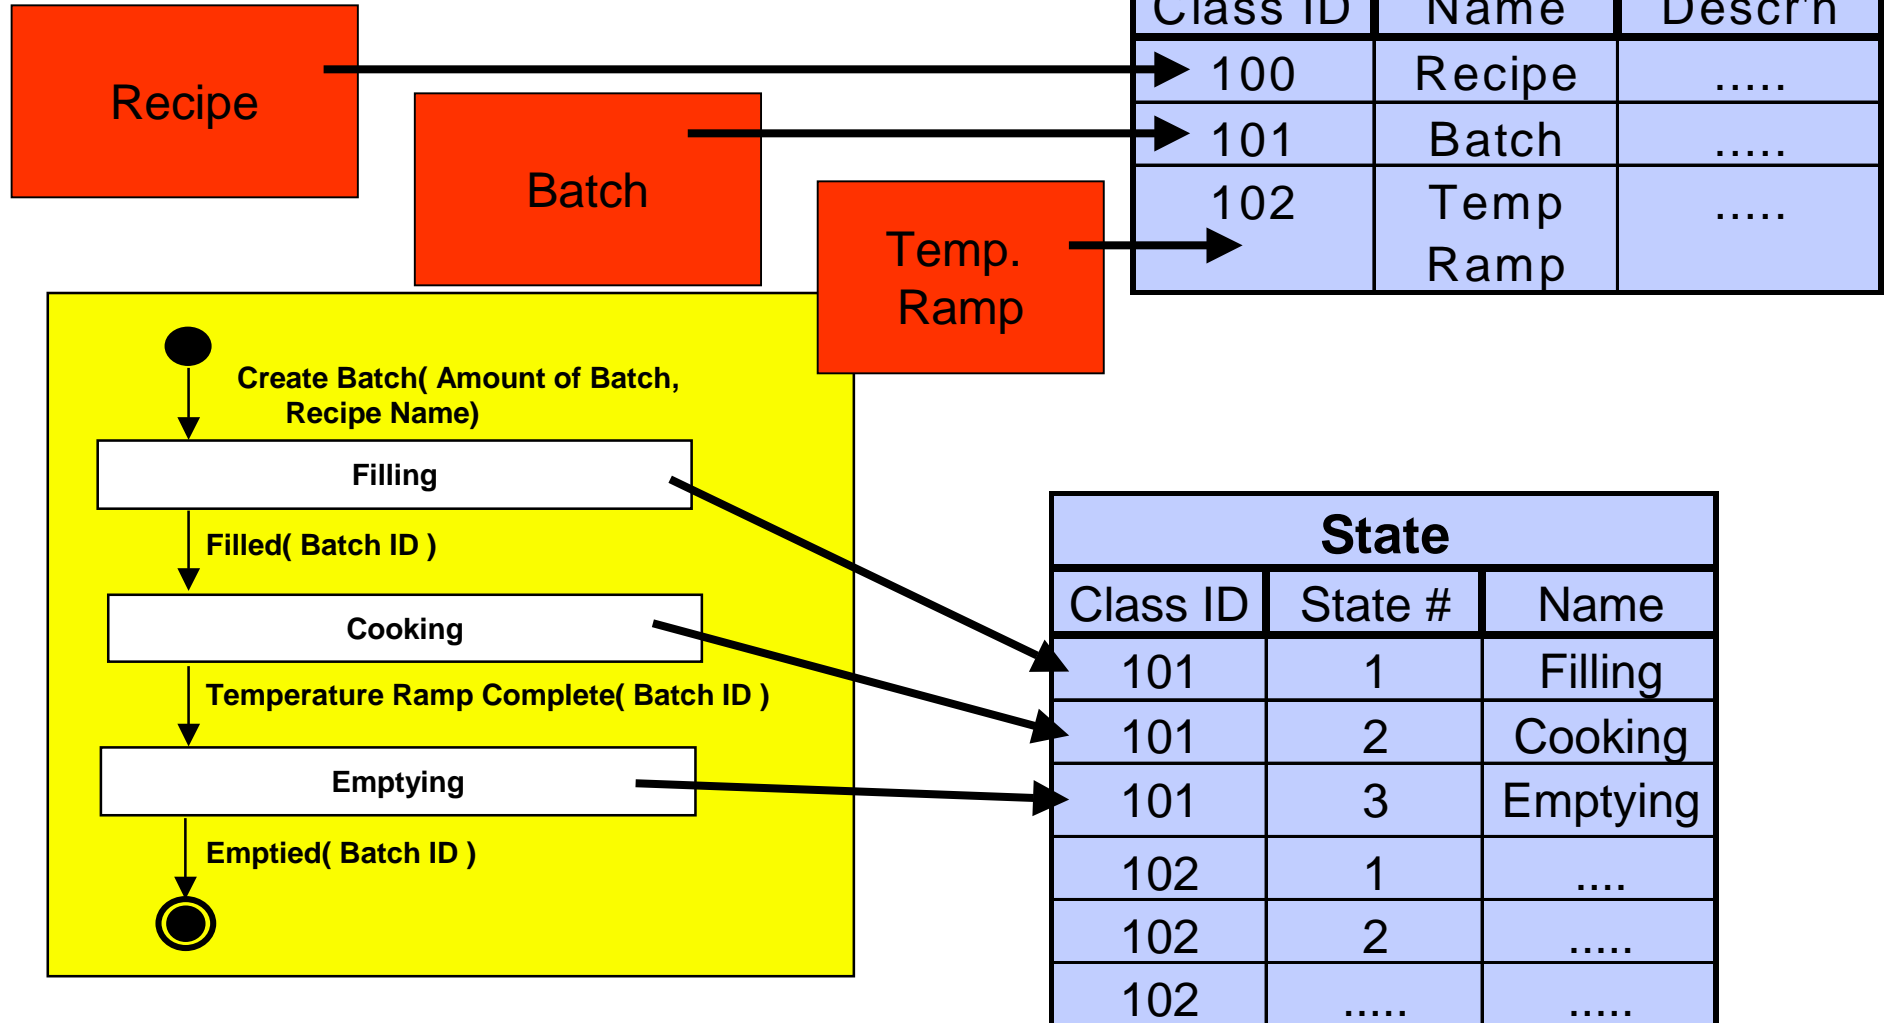 Class ID Name Descr'n
100 Recipe .....
101 Batch .....
102 Temp .....
Ramp
Recipe
Batch
Temp.
Ramp
Create Batch( Amount of Batch,
Recipe Name)
Filling
Filled( Batch ID )
Cooking
Temperature Ramp Complete( Batch ID )
Emptying
Emptied( Batch ID )
State
Class ID State # Name
101 1 Filling
101 2 Cooking
101 3 Emptying
102 1 ....
102 2 .....
102 ..... .....